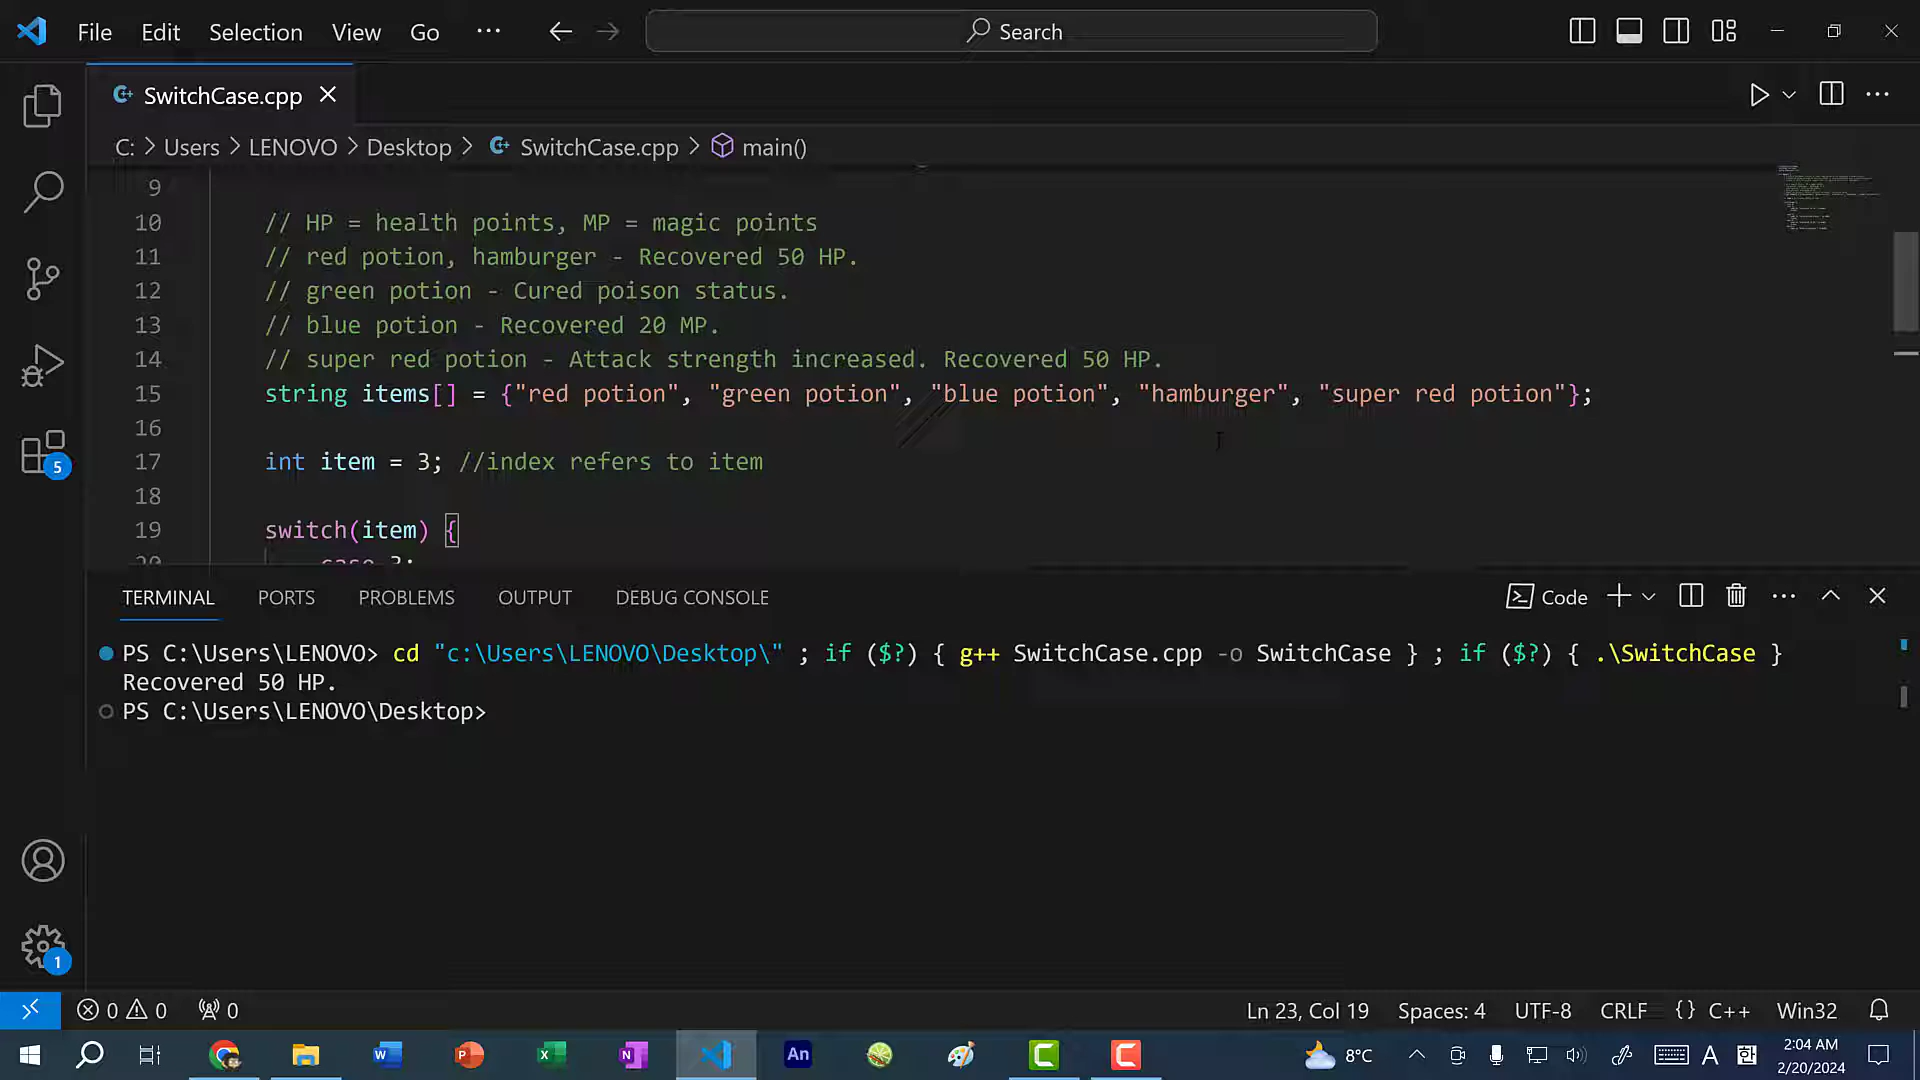 File Edit Selection View Go ··· Search
SwitchCase.cpp
C: > Users > LENOVO > Desktop > SwitchCase.cpp > main()
9
10 // HP = health points, MP = magic points
11 // red potion, hamburger - Recovered 50 HP.
12 // green potion - Cured poison status.
13 // blue potion - Recovered 20 MP.
14 // super red potion - Attack strength increased. Recovered 50 HP.
15 string items[] = {"red potion", "green potion", "blue potion", "hamburger", "super red potion"};
16
17 int item = 3; //index refers to item
18
19 switch(item) {
20 case 3:
5
TERMINAL PORTS PROBLEMS OUTPUT DEBUG CONSOLE Code
PS C:\Users\LENOVO> cd "c:\Users\LENOVO\Desktop\" ; if ($?) { g++ SwitchCase.cpp -o SwitchCase } ; if ($?) { .\SwitchCase }
Recovered 50 HP.
PS C:\Users\LENOVO\Desktop>
1
0 0 0 Ln 23, Col 19 Spaces: 4 UTF-8 CRLF {} C++ Win32
W P X N An 8°C A 한 2:04 AM
2/20/2024